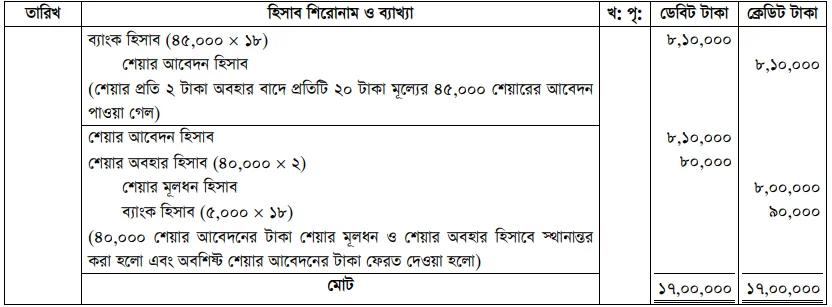 তারিখ হিসাব শিরোনাম ও ব্যাখ্যা খ: পৃ: ডেবিট টাকা ক্রেডিট টাকা
ব্যাংক হিসাব (৪৫,০০০ × ১৮) ৮,১০,০০০
শেয়ার আবেদন হিসাব ৮,১০,০০০
(শেয়ার প্রতি ২ টাকা অবহার বাদে প্রতিটি ২০ টাকা মূল্যের ৪৫,০০০ শেয়ারের আবেদন
পাওয়া গেল)
শেয়ার আবেদন হিসাব ৮,১০,০০০
শেয়ার অবহার হিসাব (৪০,০০০ × ২) ৮০,০০০
শেয়ার মূলধন হিসাব ৮,০০,০০০
ব্যাংক হিসাব (৫,০০০ × ১৮) ৯০,০০০
(৪০,০০০ শেয়ার আবেদনের টাকা শেয়ার মূলধন ও শেয়ার অবহার হিসাবে স্থানান্তর
করা হলো এবং অবশিষ্ট শেয়ার আবেদনের টাকা ফেরত দেওয়া হলো)
মোট ১৭,০০,০০০ ১৭,০০,০০০